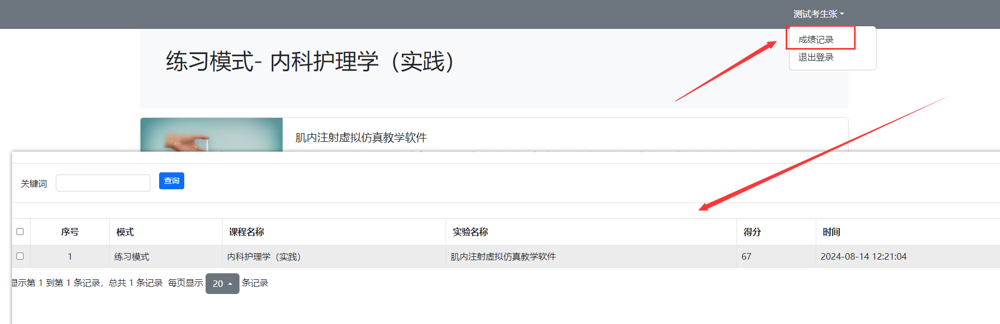 测试考生张
成绩记录
退出登录
练习模式- 内科护理学（实践）
肌内注射虚拟仿真教学软件
关键词 查询
序号 模式 课程名称 实验名称 得分 时间
1 练习模式 内科护理学（实践） 肌内注射虚拟仿真教学软件 67 2024-08-14 12:21:04
显示第 1 到第 1 条记录，总共 1 条记录 每页显示 20 条记录